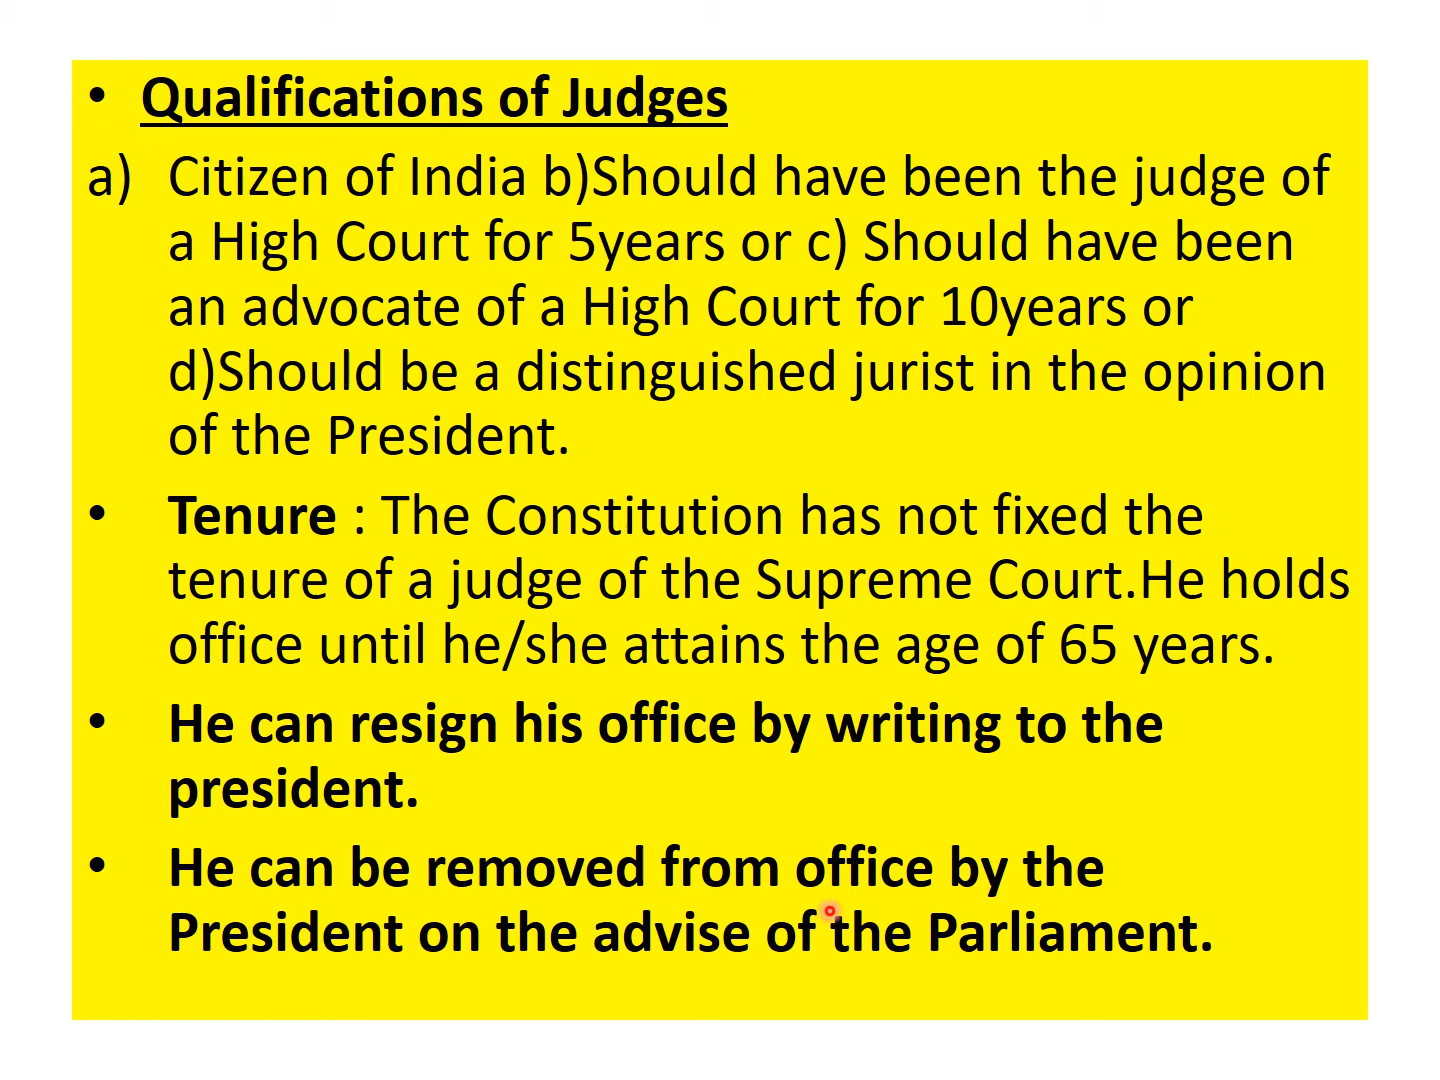 • Qualifications of Judges
a) Citizen of India b)Should have been the judge of
a High Court for 5years or c) Should have been
an advocate of a High Court for 10years or
d)Should be a distinguished jurist in the opinion
of the President.
• Tenure : The Constitution has not fixed the
tenure of a judge of the Supreme Court.He holds
office until he/she attains the age of 65 years.
• He can resign his office by writing to the
president.
• He can be removed from office by the
President on the advise of the Parliament.